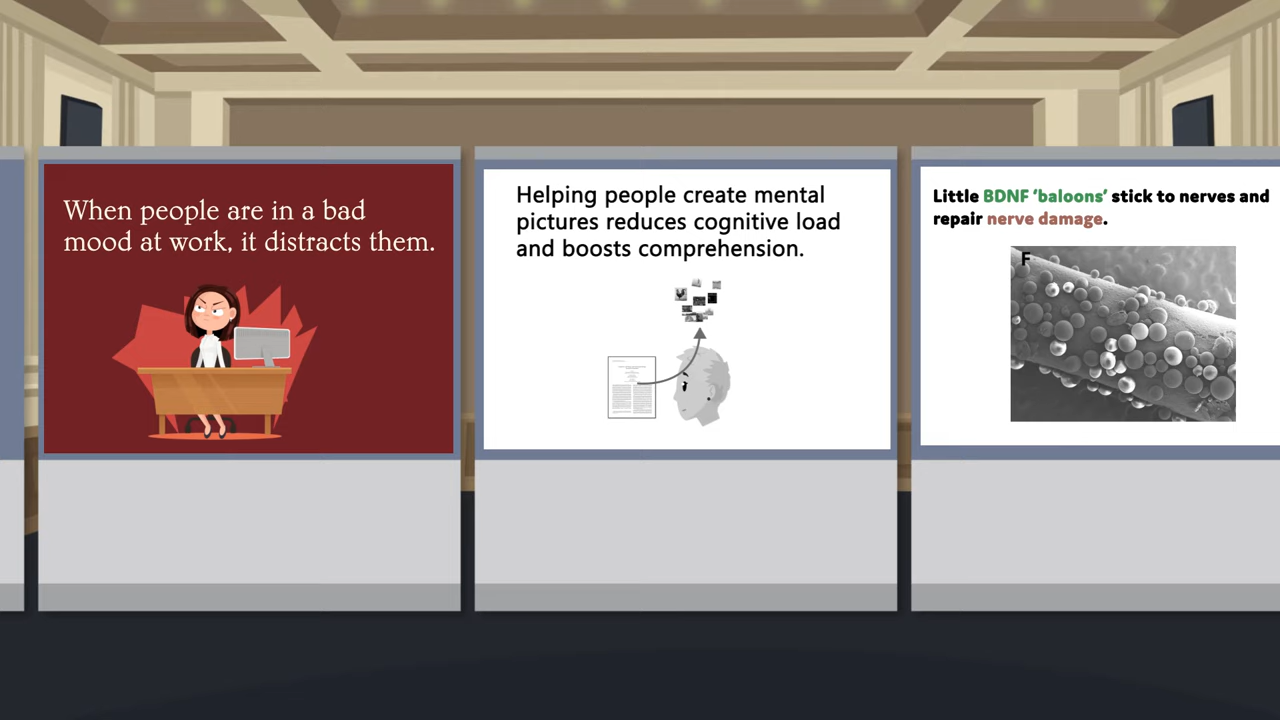 When people are in a bad
mood at work, it distracts them.
Helping people create mental
pictures reduces cognitive load
and boosts comprehension.
Little BDNF ‘baloons’ stick to nerves and
repair nerve damage.
F